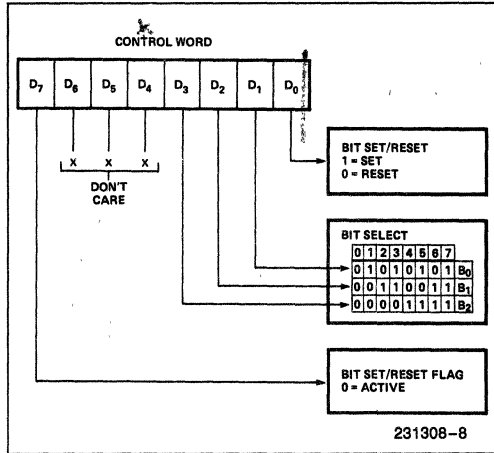 CONTROL WORD
D7 D6 D5 D4 D3 D2 D1 D0
X X X
DON'T
CARE
BIT SET/RESET
1 = SET
0 = RESET
BIT SELECT
0 1 2 3 4 5 6 7
0 1 0 1 0 1 0 1 B0
0 0 1 1 0 0 1 1 B1
0 0 0 0 1 1 1 1 B2
BIT SET/RESET FLAG
0 = ACTIVE
231308-8